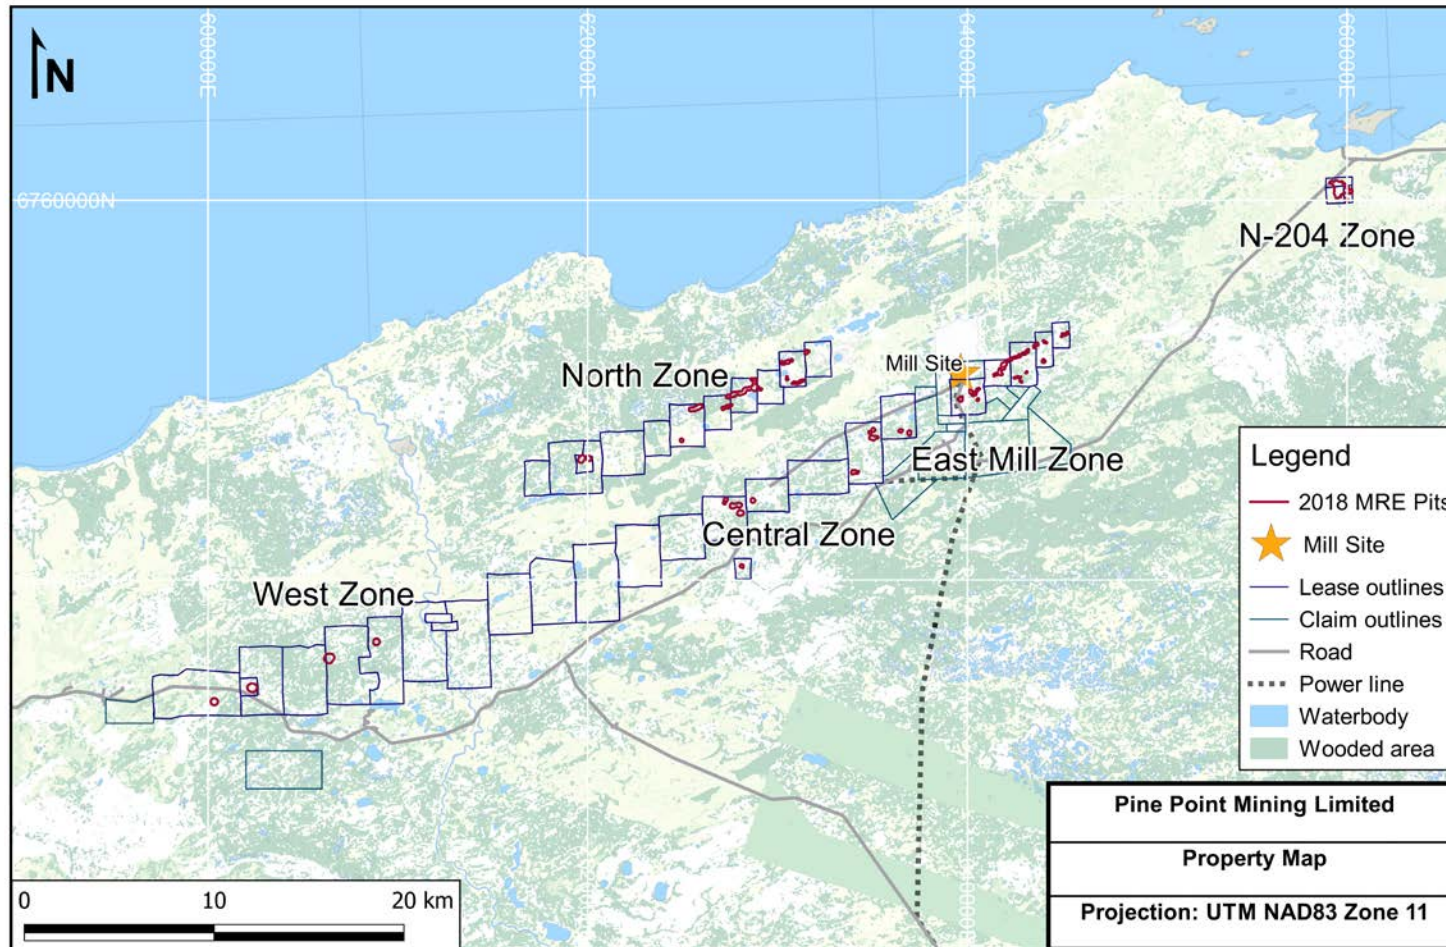 N
600000E
620000E
640000E
660000E
6760000N
N-204 Zone
Mill Site
North Zone
East Mill Zone
Central Zone
West Zone
Legend
2018 MRE Pits
Mill Site
Lease outlines
Claim outlines
Road
Power line
Waterbody
Wooded area
Pine Point Mining Limited
Property Map
Projection: UTM NAD83 Zone 11
0 10 20 km